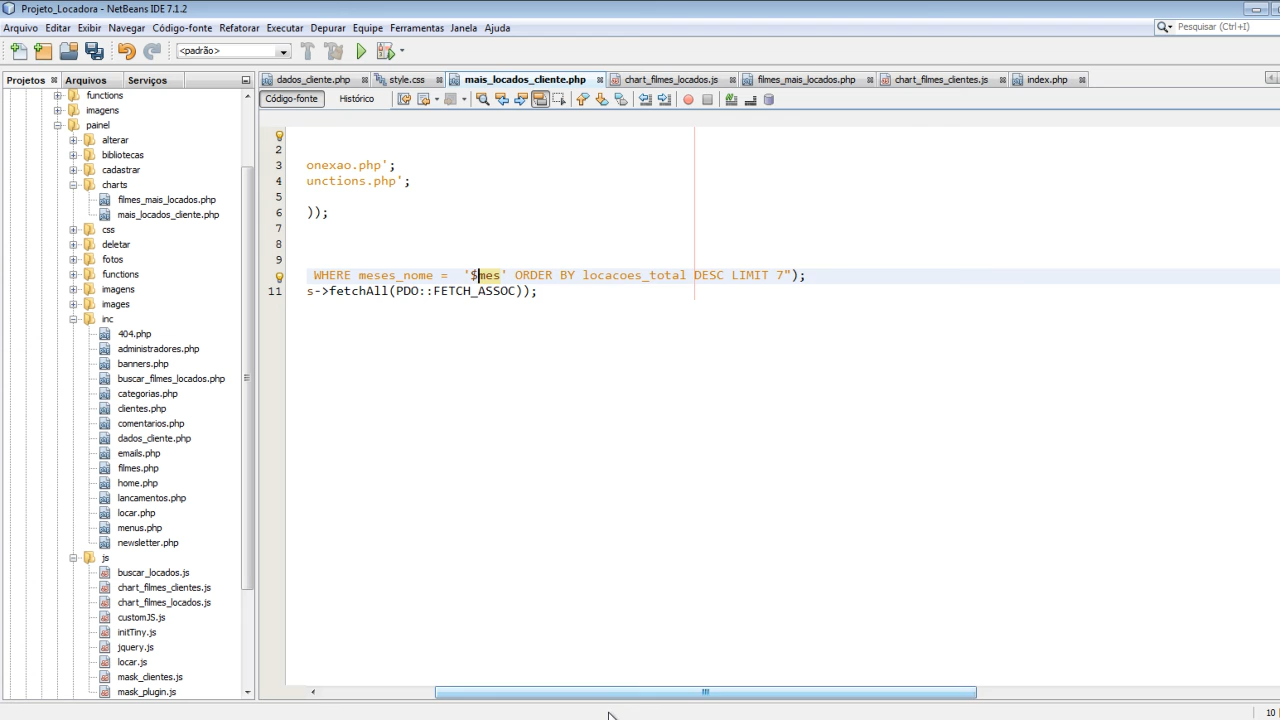 Projeto_Locadora - NetBeans IDE 7.1.2
Arquivo Editar Exibir Navegar Código-fonte Refatorar Executar Depurar Equipe Ferramentas Janela Ajuda
Pesquisar (Ctrl+I)
<padrão>
Projetos Arquivos Serviços
dados_cliente.php style.css mais_locados_cliente.php chart_filmes_locados.js filmes_mais_locados.php chart_filmes_clientes.js index.php
Código-fonte Histórico
functions
imagens
painel
alterar
bibliotecas
cadastrar
charts
filmes_mais_locados.php
mais_locados_cliente.php
css
deletar
fotos
functions
imagens
images
inc
404.php
administradores.php
banners.php
buscar_filmes_locados.php
categorias.php
clientes.php
comentarios.php
dados_cliente.php
emails.php
filmes.php
home.php
lancamentos.php
locar.php
menus.php
newsletter.php
js
buscar_locados.js
chart_filmes_clientes.js
chart_filmes_locados.js
customJS.js
initTiny.js
jquery.js
locar.js
mask_clientes.js
mask_plugin.js
2
3 onexao.php';
4 unctions.php';
5
6 ));
7
8
9
WHERE meses_nome =  '$mes' ORDER BY locacoes_total DESC LIMIT 7");
11 s->fetchAll(PDO::FETCH_ASSOC));
10